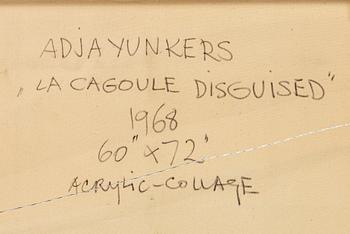 ADJA YUNKERS
„LA CAGOULE DISGUISED"
1968
60" x 72"
ACRYLIC-COLLAGE